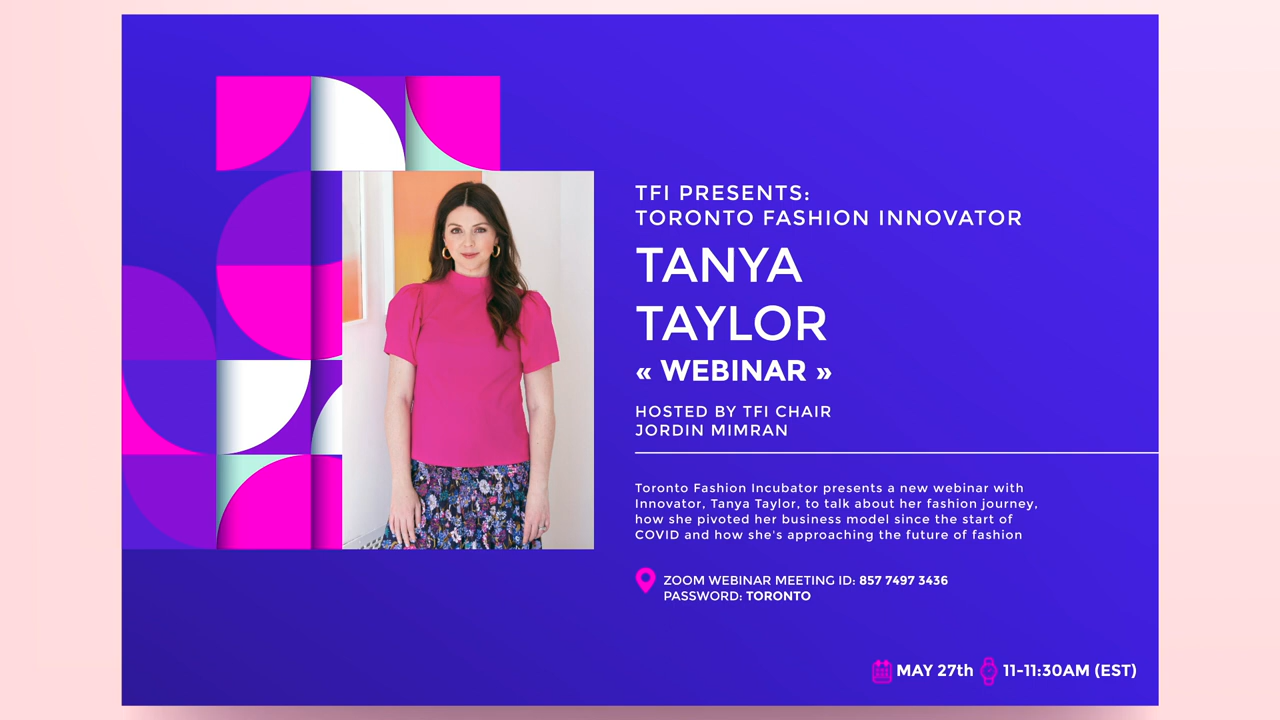 TFI PRESENTS:
TORONTO FASHION INNOVATOR
TANYA
TAYLOR
« WEBINAR »
HOSTED BY TFI CHAIR
JORDIN MIMRAN
Toronto Fashion Incubator presents a new webinar with
Innovator, Tanya Taylor, to talk about her fashion journey,
how she pivoted her business model since the start of
COVID and how she's approaching the future of fashion
ZOOM WEBINAR MEETING ID: 857 7497 3436
PASSWORD: TORONTO
MAY 27th 11-11:30AM (EST)